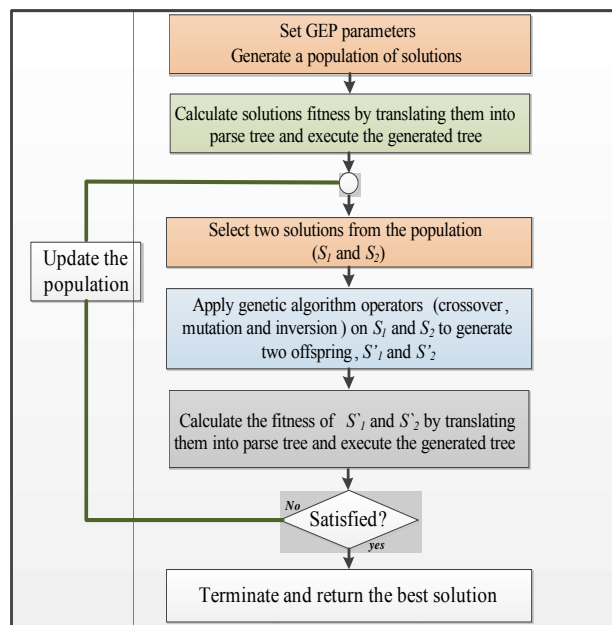 Set GEP parameters
Generate a population of solutions
Calculate solutions fitness by translating them into
parse tree and execute the generated tree
Select two solutions from the population
(S1 and S2)
Update the
population
Apply genetic algorithm operators (crossover,
mutation and inversion) on S1 and S2 to generate
two offspring, S'1 and S'2
Calculate the fitness of S`1 and S`2 by translating
them into parse tree and execute the generated tree
No
Satisfied?
yes
Terminate and return the best solution